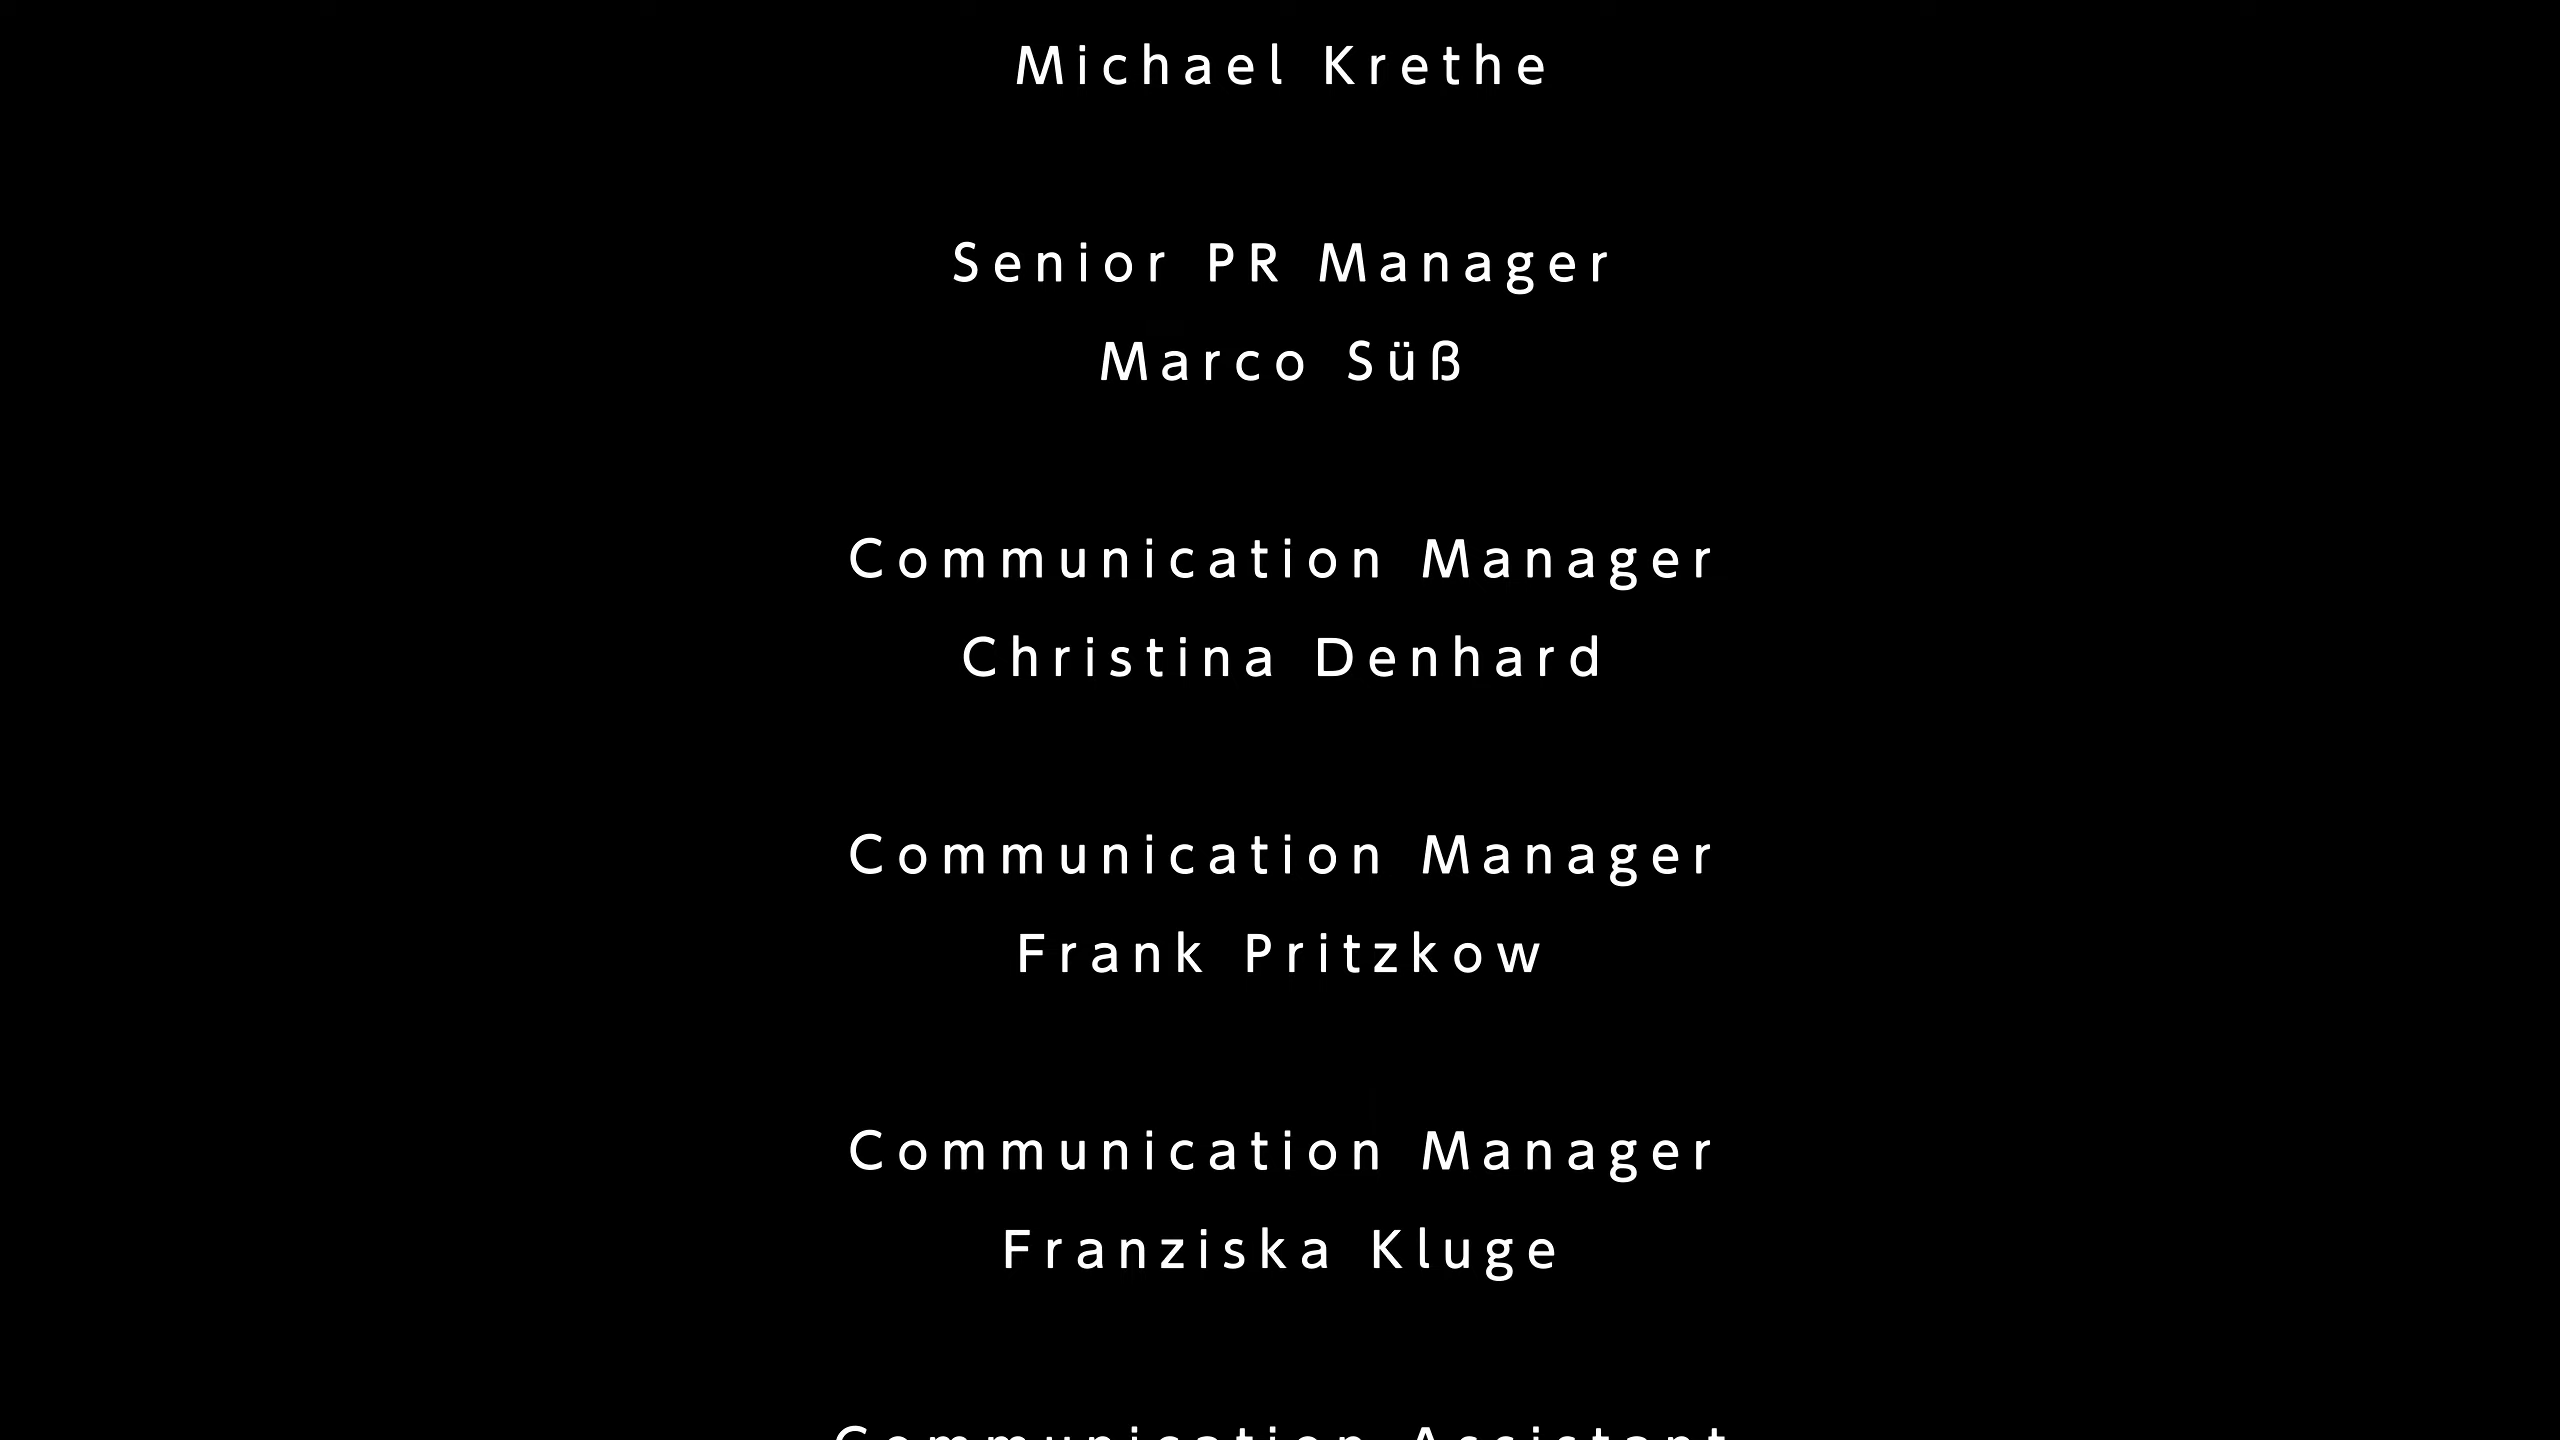 Michael Krethe
Senior PR Manager
Marco Süß
Communication Manager
Christina Denhard
Communication Manager
Frank Pritzkow
Communication Manager
Franziska Kluge
Communication Assistant